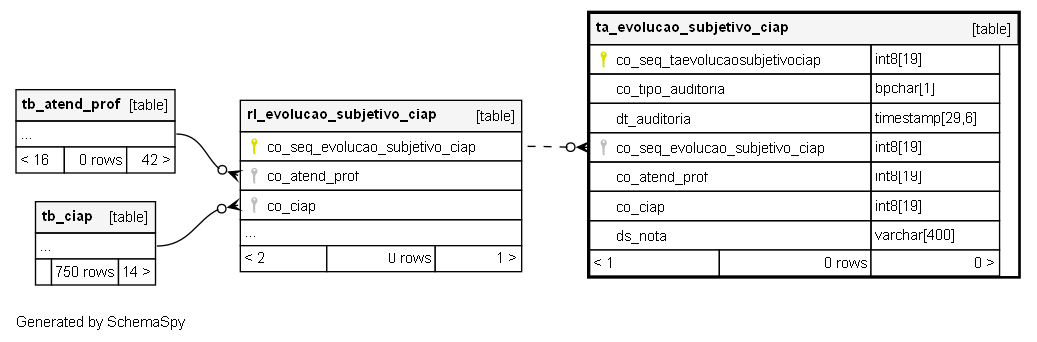 tb_atend_prof [table]
...
< 16 0 rows 42 >
tb_ciap [table]
...
750 rows 14 >
rl_evolucao_subjetivo_ciap [table]
co_seq_evolucao_subjetivo_ciap
co_atend_prof
co_ciap
...
< 2 0 rows 1 >
ta_evolucao_subjetivo_ciap [table]
co_seq_taevolucaosubjetivociap int8[19]
co_tipo_auditoria bpchar[1]
dt_auditoria timestamp[29,6]
co_seq_evolucao_subjetivo_ciap int8[19]
co_atend_prof int8[19]
co_ciap int8[19]
ds_nota varchar[400]
< 1 0 rows 0 >
Generated by SchemaSpy